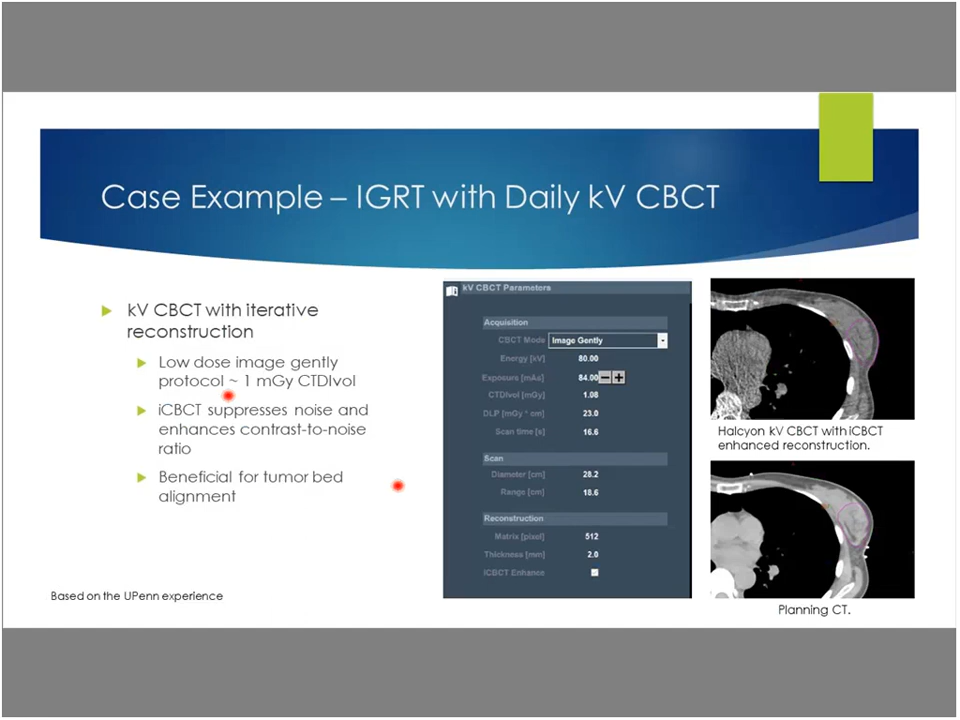 Case Example – IGRT with Daily kV CBCT
kV CBCT with iterative
reconstruction
Low dose image gently
protocol ~ 1 mGy CTDIvol
iCBCT suppresses noise and
enhances contrast-to-noise
ratio
Beneficial for tumor bed
alignment
Based on the UPenn experience
kV CBCT Parameters
Acquisition
CBCT Mode Image Gently
Energy [kV] 80.00
Exposure [mAs] 84.00
CTDIvol [mGy] 1.08
DLP [mGy * cm] 23.0
Scan time [s] 16.6
Scan
Diameter [cm] 28.2
Range [cm] 18.6
Reconstruction
Matrix [pixel] 512
Thickness [mm] 2.0
iCBCT Enhance
Halcyon kV CBCT with iCBCT
enhanced reconstruction.
Planning CT.